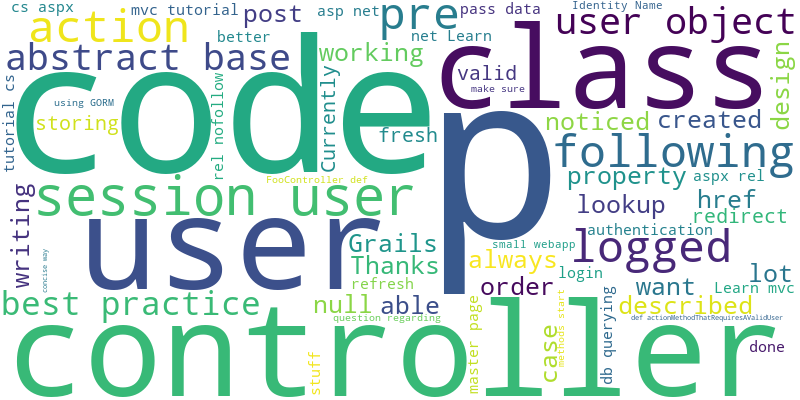 cs aspx
mvc tutorial
post
asp net
pre
pass data
Identity Name
action
better
net Learn
user object
abstract base
working
class
valid
make sure
design
code
using GORM
storing
tutorial cs
rel nofollow
Currently
fresh
p
noticed
created
following
FooController def
session user
property
aspx rel
writing
user
lookup
href
redirect
concise way
Grails
small webapp
logged
authentication
Thanks
always
login
lot
refresh
order
want
Learn mvc
best practice
null
able
described
question regarding
def actionMethodThatRequiresAValidUser
controller
stuff
master page
case
methods start
db querying
done